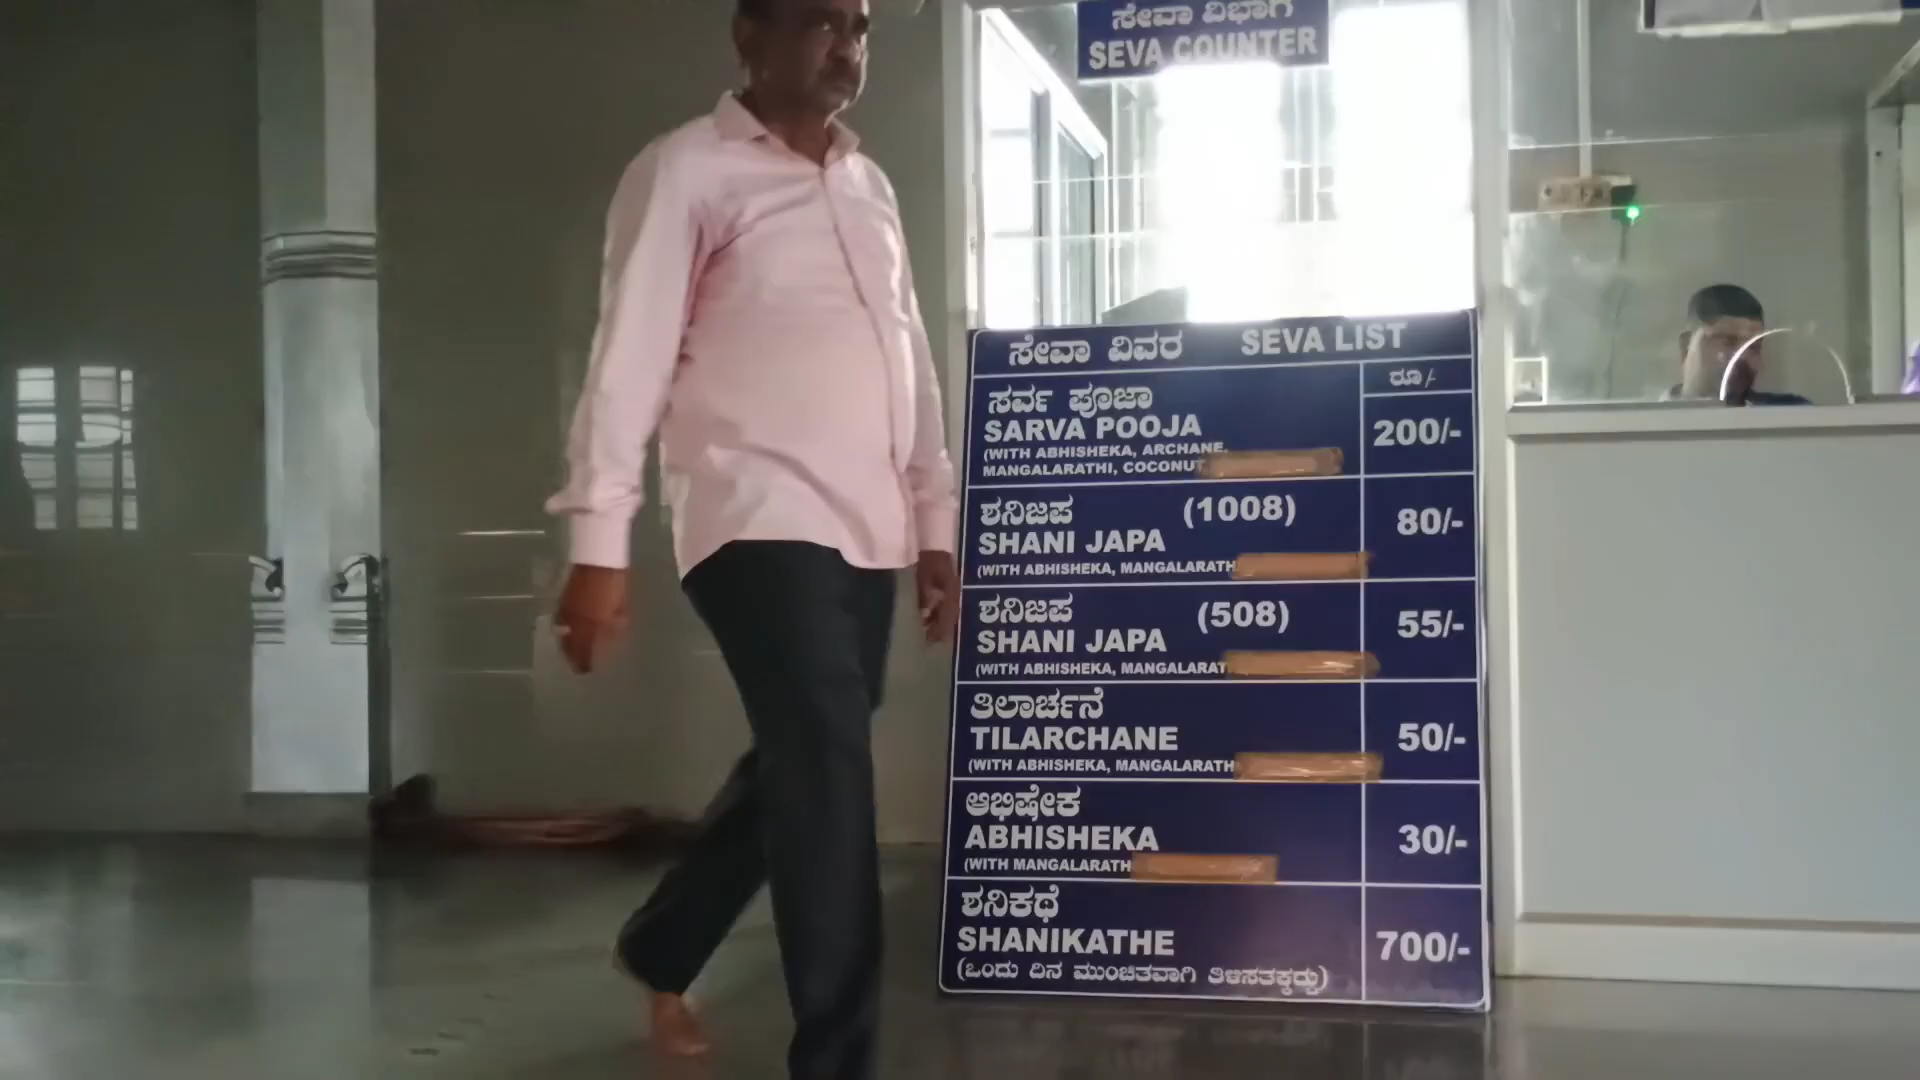 ಸೇವಾ ವಿಭಾಗ
SEVA COUNTER
ಸೇವಾ ವಿವರ SEVA LIST
ರೂ/-
ಸರ್ವ ಪೂಜಾ
SARVA POOJA 200/-
(WITH ABHISHEKA, ARCHANE,
MANGALARATHI, COCONUT
ಶನಿಜಪ (1008)
SHANI JAPA 80/-
(WITH ABHISHEKA, MANGALARATH
ಶನಿಜಪ (508)
SHANI JAPA 55/-
(WITH ABHISHEKA, MANGALARAT
ತಿಲಾರ್ಚನೆ
TILARCHANE 50/-
(WITH ABHISHEKA, MANGALARATH
ಅಭಿಷೇಕ
ABHISHEKA 30/-
(WITH MANGALARATH
ಶನಿಕಥೆ
SHANIKATHE 700/-
(ಒಂದು ದಿನ ಮುಂಚಿತವಾಗಿ ತಿಳಿಸತಕ್ಕದ್ದು)